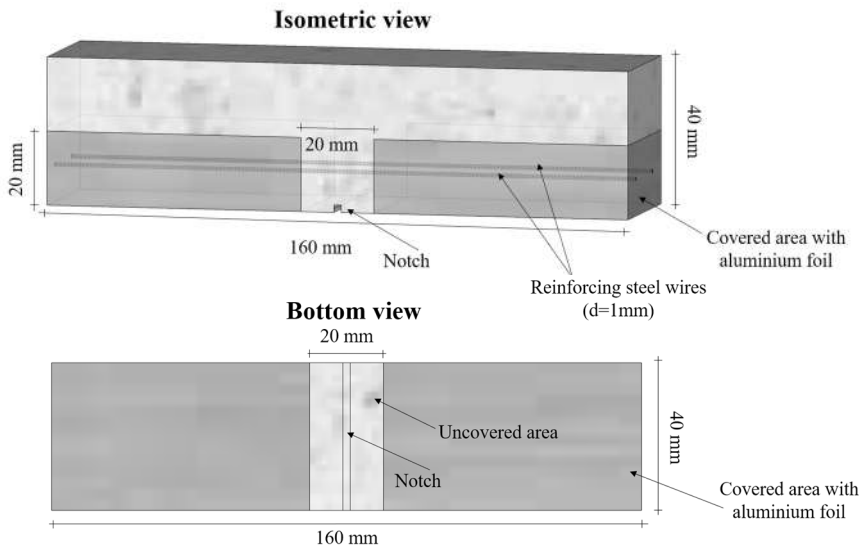 Isometric view
20 mm
40 mm
20 mm
160 mm
Notch
Covered area with
aluminium foil
Reinforcing steel wires
(d=1mm)
Bottom view
20 mm
40 mm
Uncovered area
Notch
Covered area with
aluminium foil
160 mm